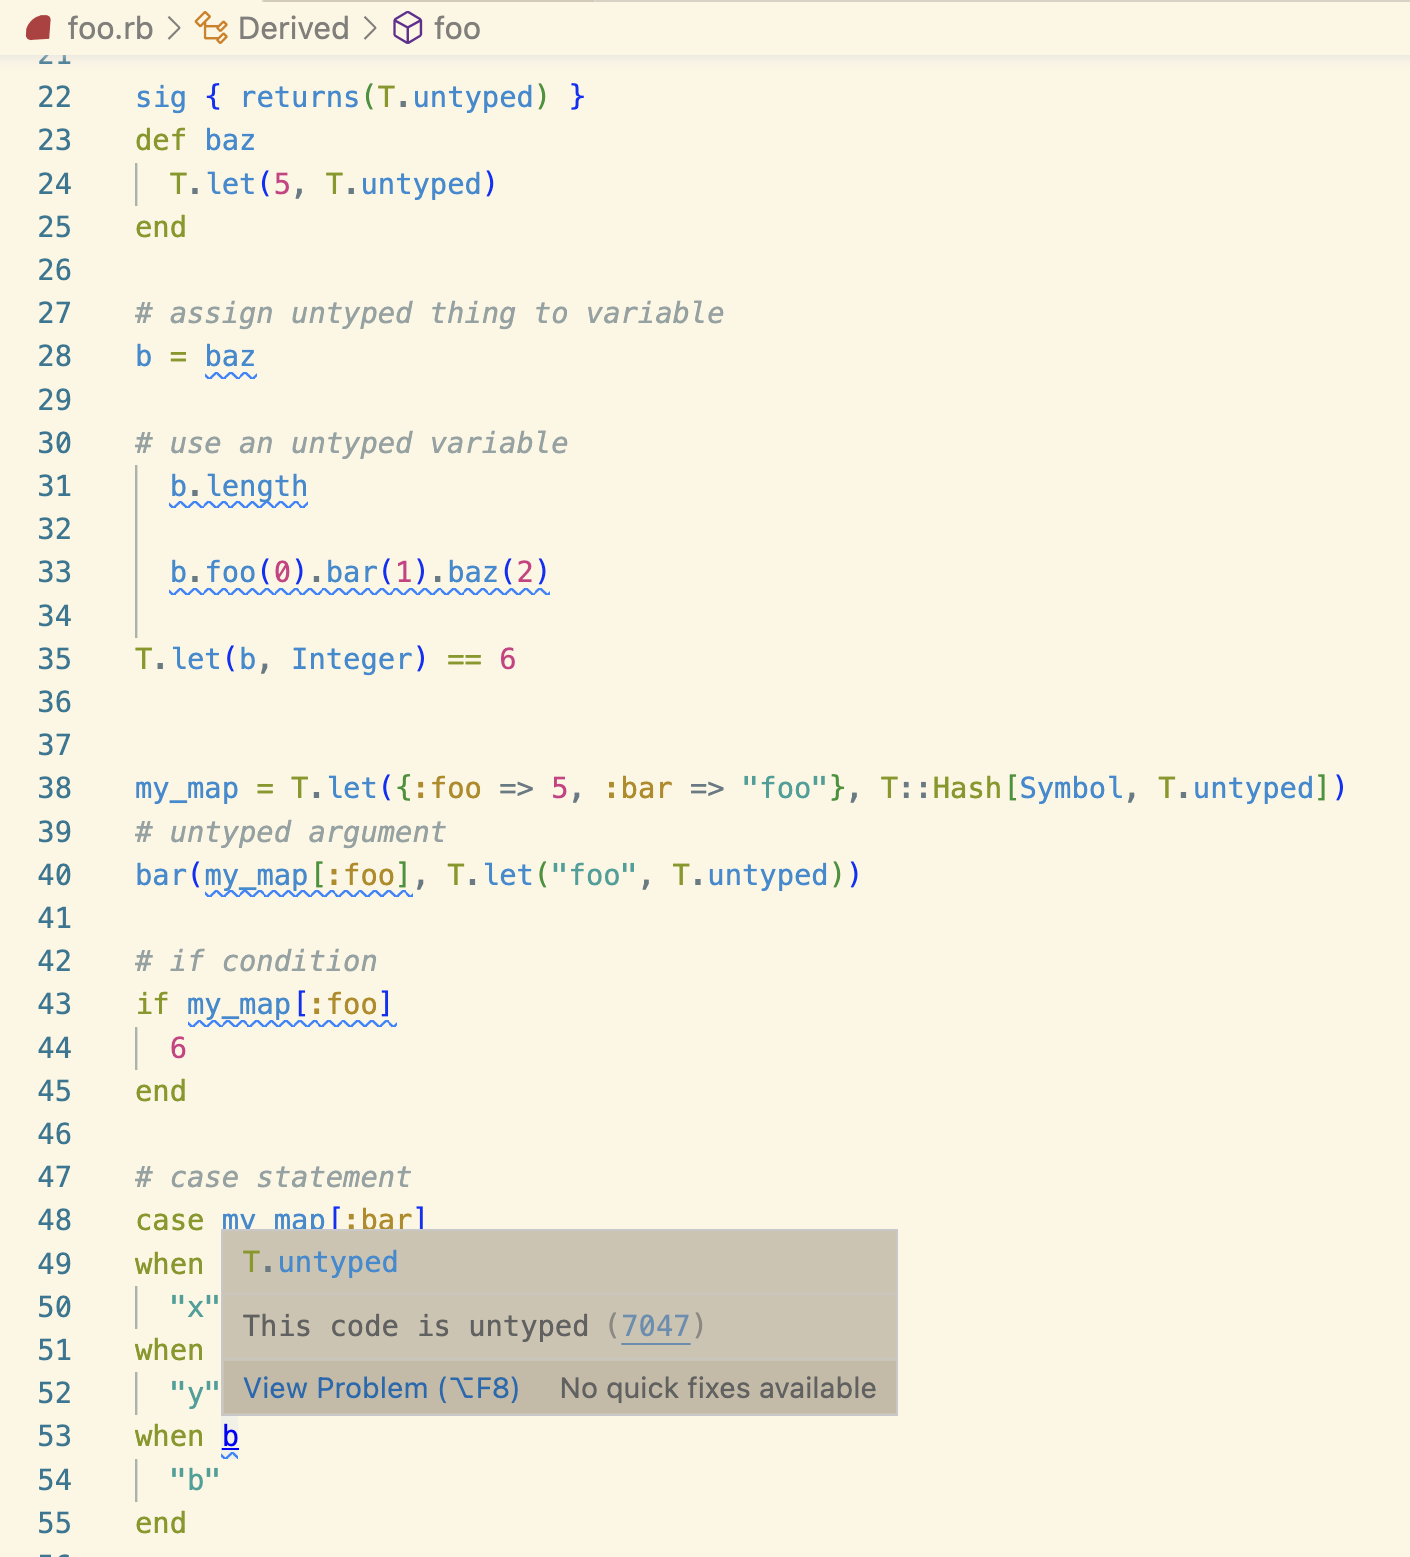 foo.rb > Derived > foo
21
22 sig { returns(T.untyped) }
23 def baz
24 T.let(5, T.untyped)
25 end
26
27 # assign untyped thing to variable
28 b = baz
29
30 # use an untyped variable
31 b.length
32
33 b.foo(0).bar(1).baz(2)
34
35 T.let(b, Integer) == 6
36
37
38 my_map = T.let({:foo => 5, :bar => "foo"}, T::Hash[Symbol, T.untyped])
39 # untyped argument
40 bar(my_map[:foo], T.let("foo", T.untyped))
41
42 # if condition
43 if my_map[:foo]
44 6
45 end
46
47 # case statement
48 case my_map[:bar]
49 when
T.untyped
50 "x"
This code is untyped (7047)
51 when
52 "y"
View Problem (⌥F8) No quick fixes available
53 when b
54 "b"
55 end